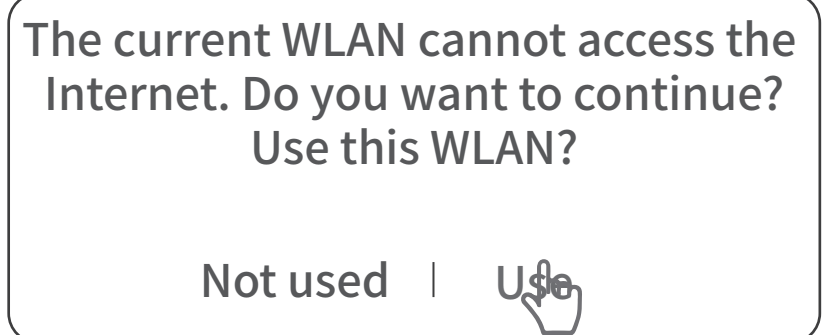 The current WLAN cannot access the
Internet. Do you want to continue?
Use this WLAN?
Not used | Use